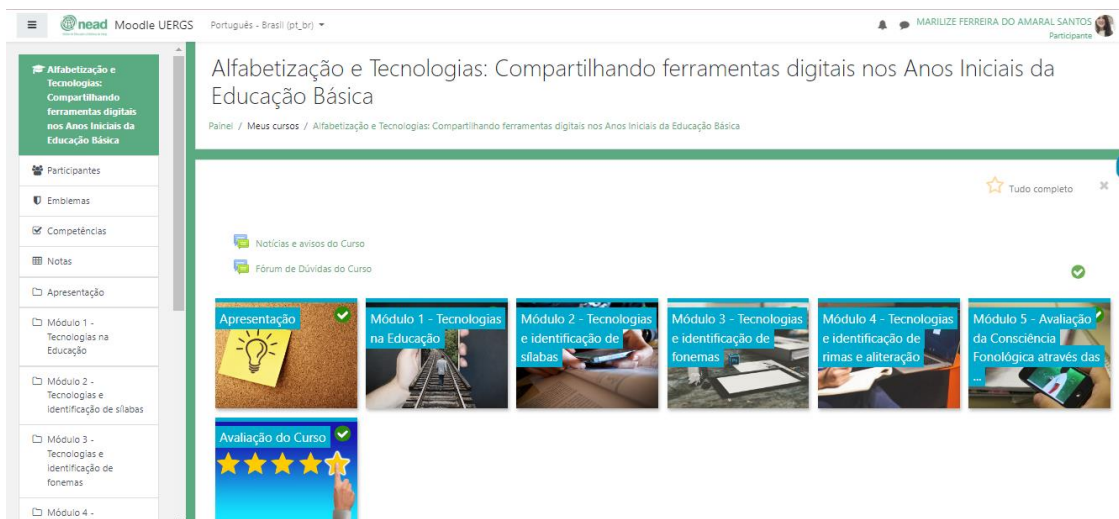 nead Moodle UERGS Português - Brasil (pt_br)
MARILIZE FERREIRA DO AMARAL SANTOS
Participante
Alfabetização e
Tecnologias:
Compartilhando
ferramentas digitais
nos Anos Iniciais da
Educação Básica
Participantes
Emblemas
Competências
Notas
Apresentação
Módulo 1 -
Tecnologias na
Educação
Módulo 2 -
Tecnologias e
identificação de sílabas
Módulo 3 -
Tecnologias e
identificação de
fonemas
Módulo 4 -
Alfabetização e Tecnologias: Compartilhando ferramentas digitais nos Anos Iniciais da
Educação Básica
Painel / Meus cursos / Alfabetização e Tecnologias: Compartilhando ferramentas digitais nos Anos Iniciais da Educação Básica
Tudo completo
Notícias e avisos do Curso
Fórum de Dúvidas do Curso
Apresentação
Módulo 1 - Tecnologias
na Educação
Módulo 2 - Tecnologias
e identificação de
sílabas
Módulo 3 - Tecnologias
e identificação de
fonemas
Módulo 4 - Tecnologias
e identificação de
rimas e aliteração
Módulo 5 - Avaliação
da Consciência
Fonológica através das
...
Avaliação do Curso